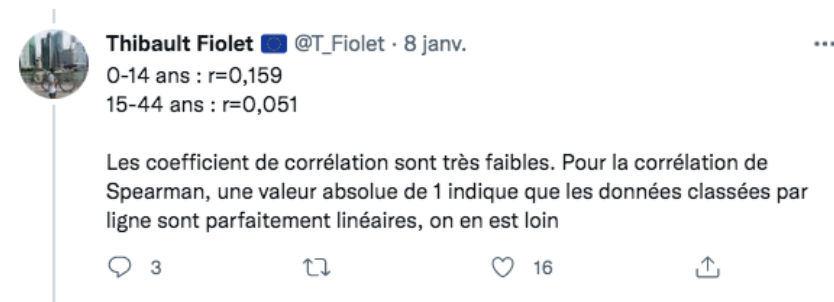 Thibault Fiolet 🇪🇺 @T_Fiolet · 8 janv.
0-14 ans : r=0,159
15-44 ans : r=0,051
Les coefficient de corrélation sont très faibles. Pour la corrélation de
Spearman, une valeur absolue de 1 indique que les données classées par
ligne sont parfaitement linéaires, on en est loin
3 16